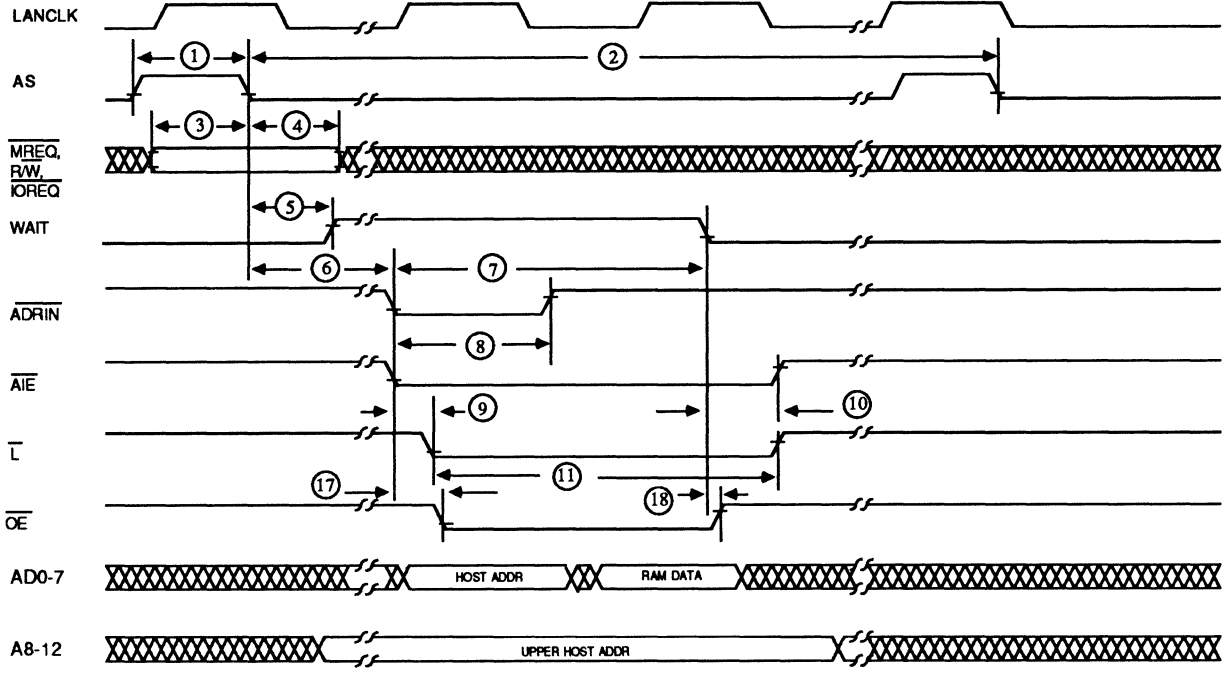 LANCLK
1
2
AS
3
4
MREQ,
R/W,
IOREQ
5
WAIT
6
7
ADRIN
8
AIE
9
10
L
11
17
18
OE
AD0-7
HOST ADDR
RAM DATA
A8-12
UPPER HOST ADDR